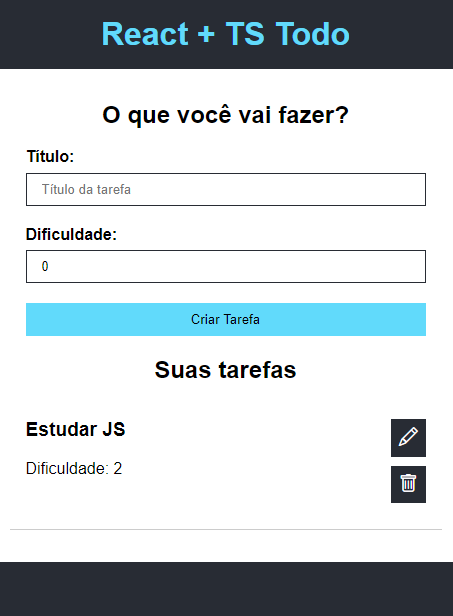 React + TS Todo
O que você vai fazer?
Título:
Título da tarefa
Dificuldade:
0
Criar Tarefa
Suas tarefas
Estudar JS
Dificuldade: 2